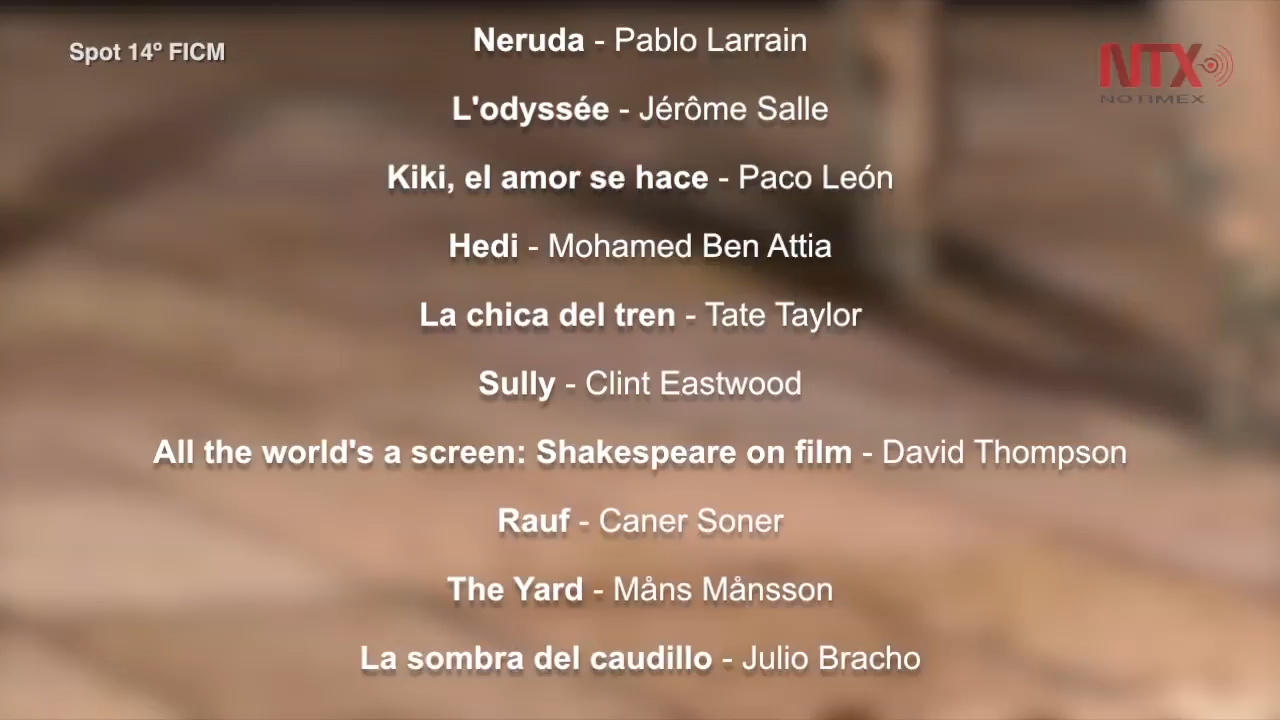 Spot 14º FICM
NTX
NOTIMEX
Neruda - Pablo Larrain
L'odyssée - Jérôme Salle
Kiki, el amor se hace - Paco León
Hedi - Mohamed Ben Attia
La chica del tren - Tate Taylor
Sully - Clint Eastwood
All the world's a screen: Shakespeare on film - David Thompson
Rauf - Caner Soner
The Yard - Måns Månsson
La sombra del caudillo - Julio Bracho